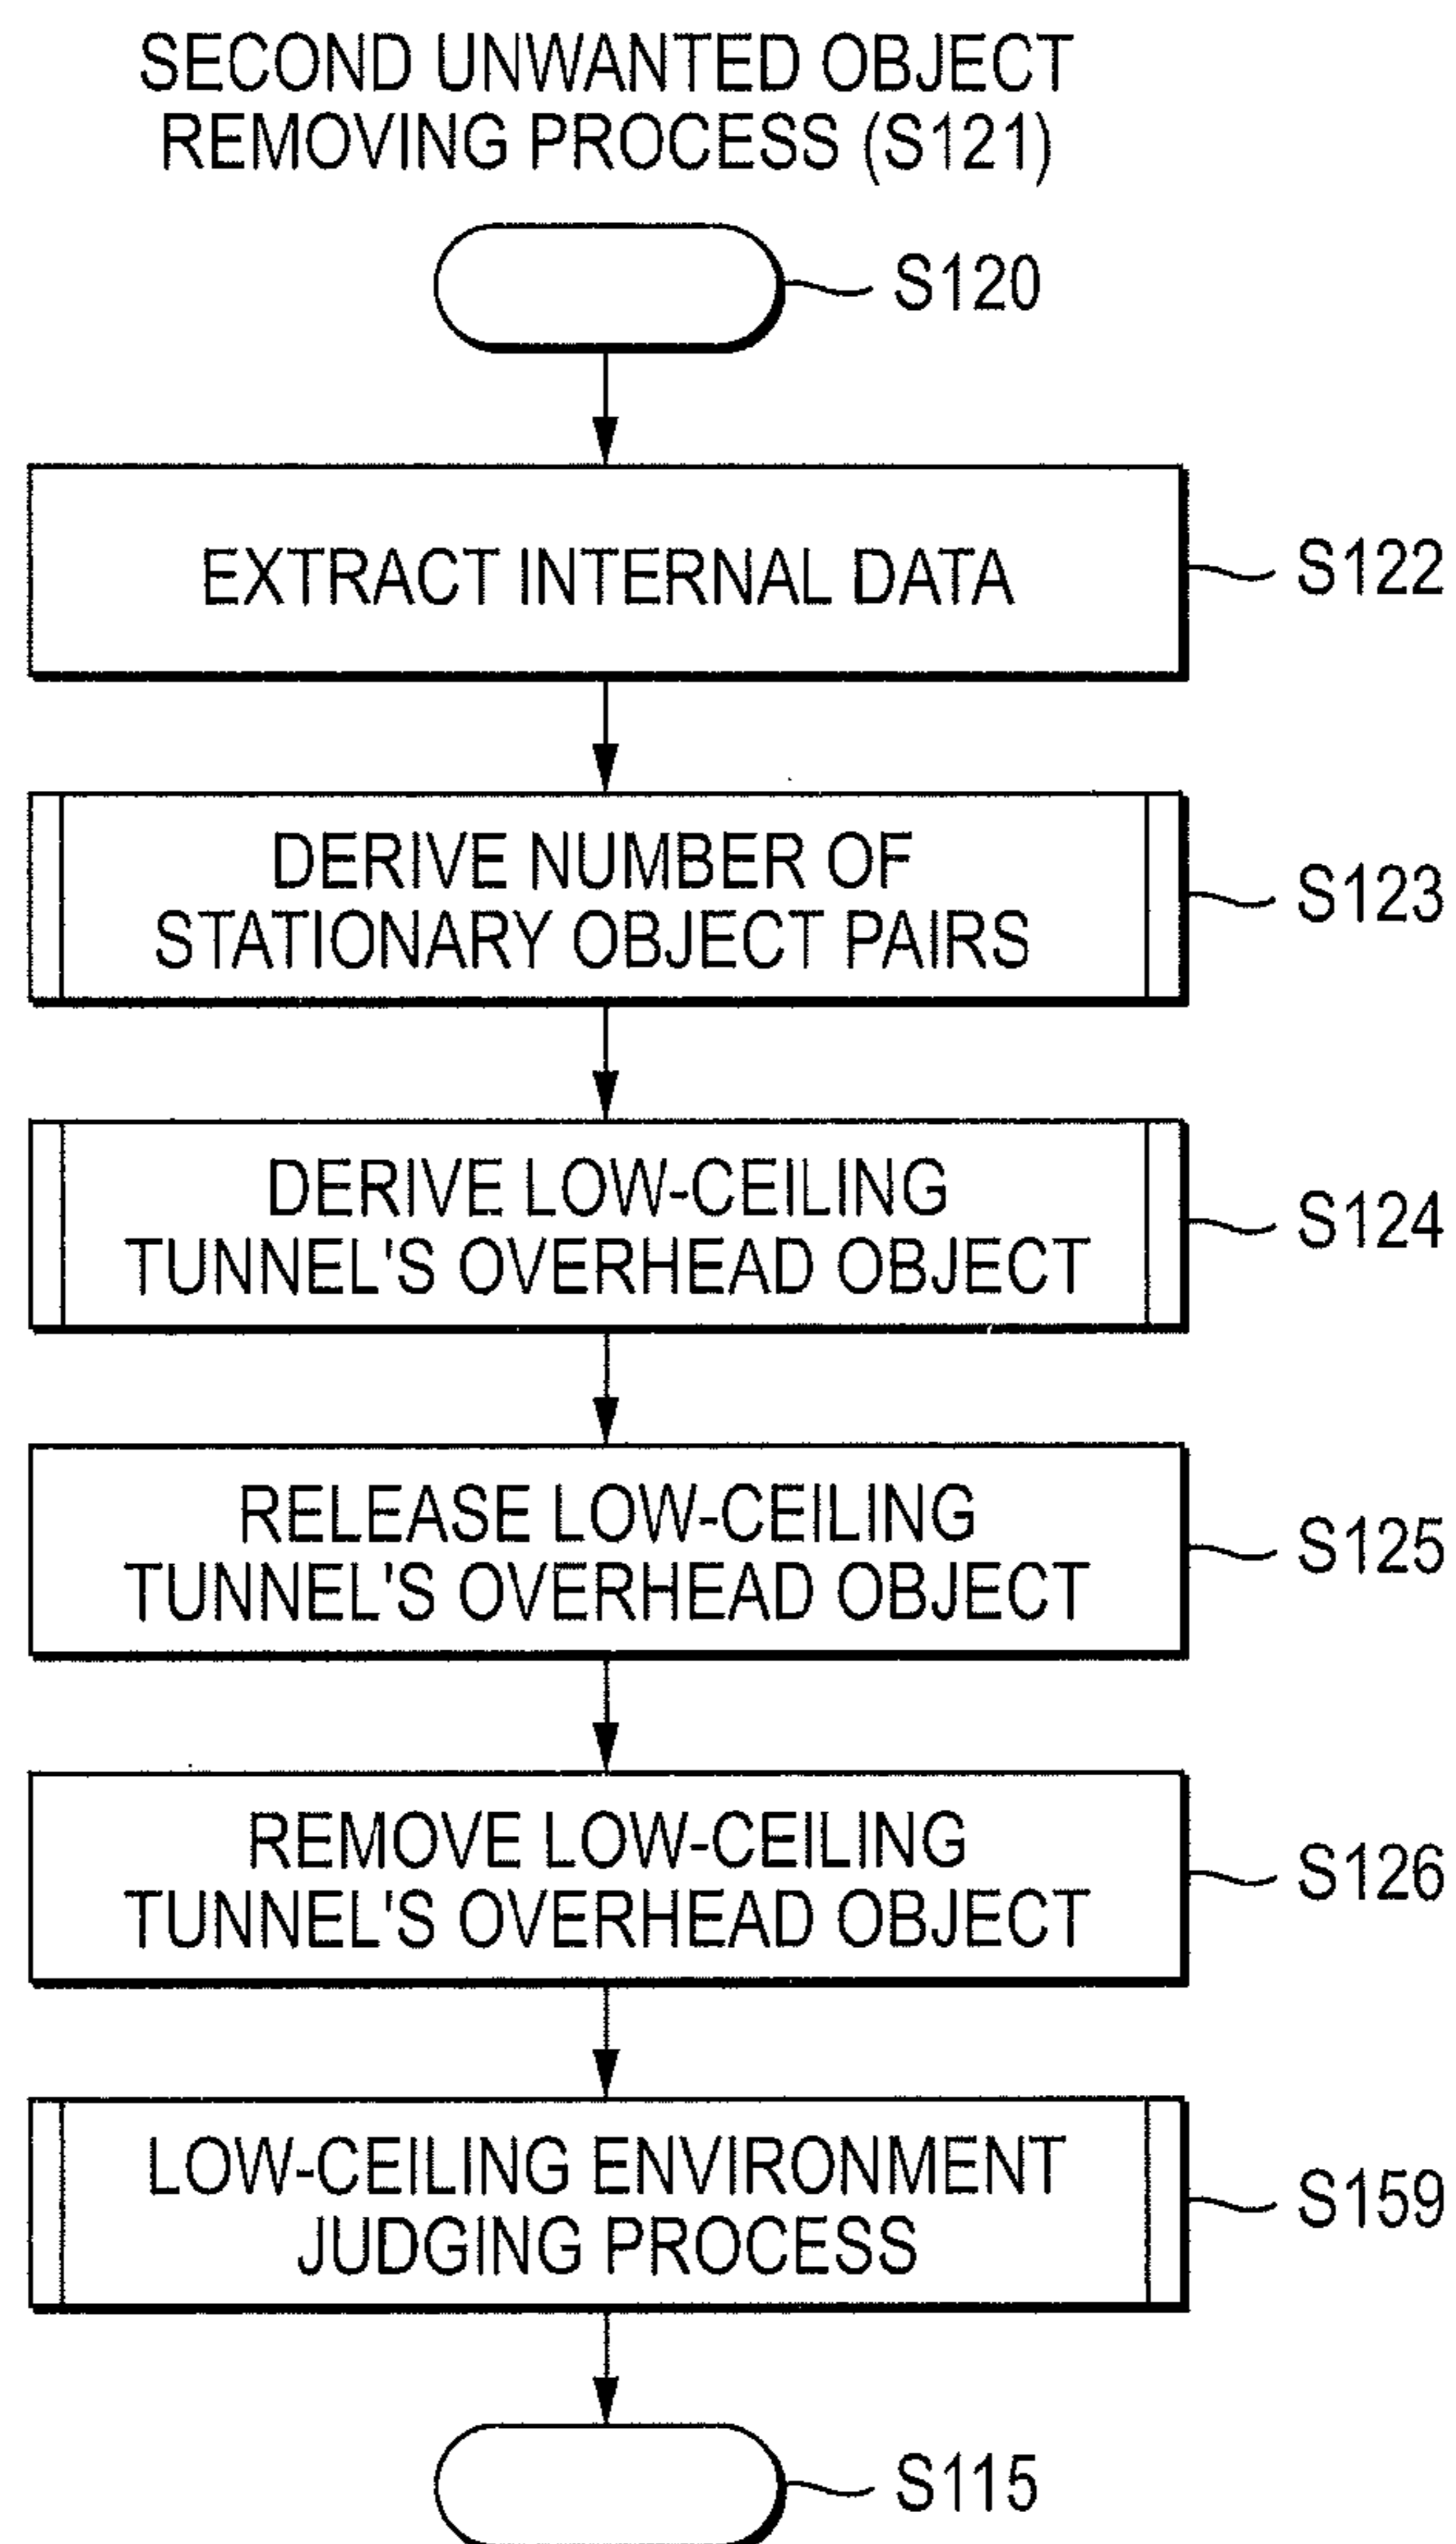 SECOND UNWANTED OBJECT
REMOVING PROCESS (S121)
S120
EXTRACT INTERNAL DATA
S122
DERIVE NUMBER OF
STATIONARY OBJECT PAIRS
S123
DERIVE LOW-CEILING
TUNNEL'S OVERHEAD OBJECT
S124
RELEASE LOW-CEILING
TUNNEL'S OVERHEAD OBJECT
S125
REMOVE LOW-CEILING
TUNNEL'S OVERHEAD OBJECT
S126
LOW-CEILING ENVIRONMENT
JUDGING PROCESS
S159
S115